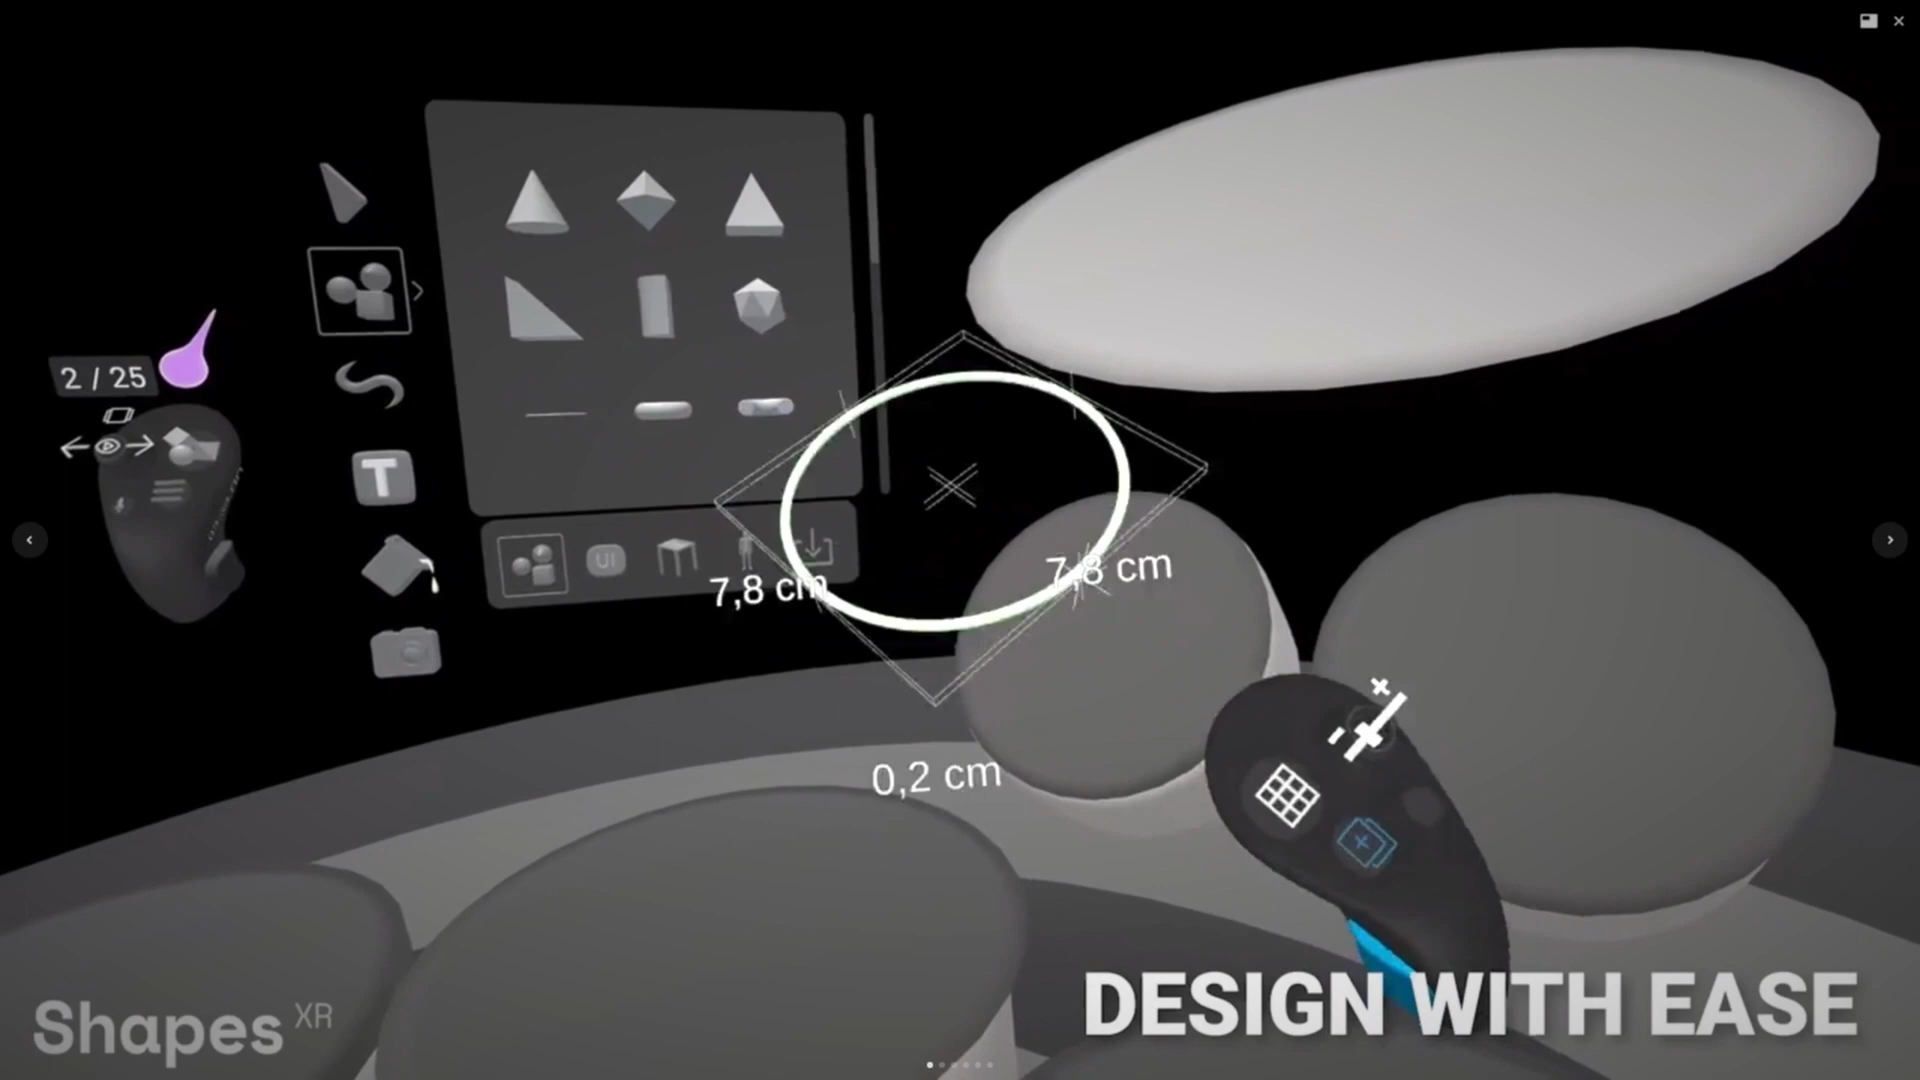 2 / 25
T
UI
7,8 cm
7,8 cm
0,2 cm
Shapes XR
DESIGN WITH EASE